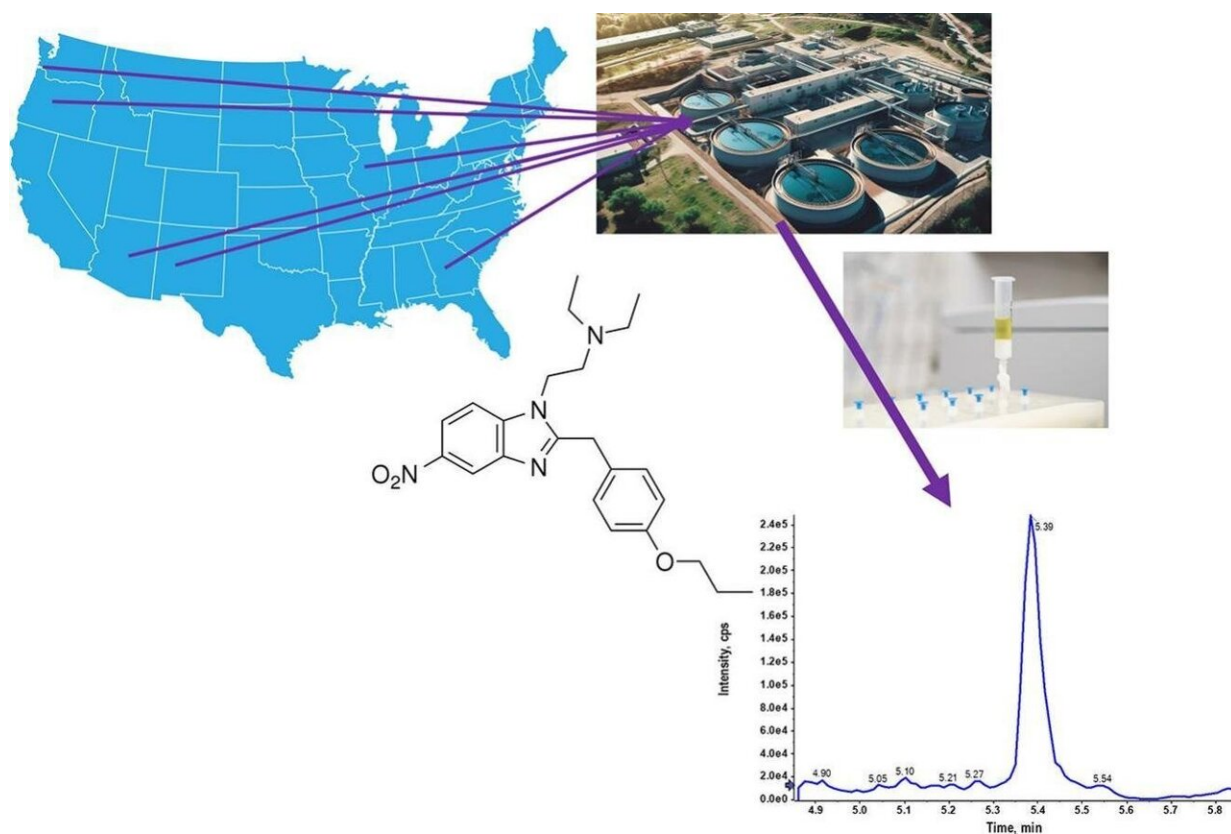 N
N
N
O₂N
O
Intensity, cps
2.4e5
2.2e5
2.0e5
1.8e5
1.6e5
1.4e5
1.2e5
1.0e5
8.0e4
6.0e4
4.0e4
2.0e4
0.0e0
5.39
4.90
5.05
5.10
5.21
5.27
5.54
4.9 5.0 5.1 5.2 5.3 5.4 5.5 5.6 5.7 5.8
Time, min